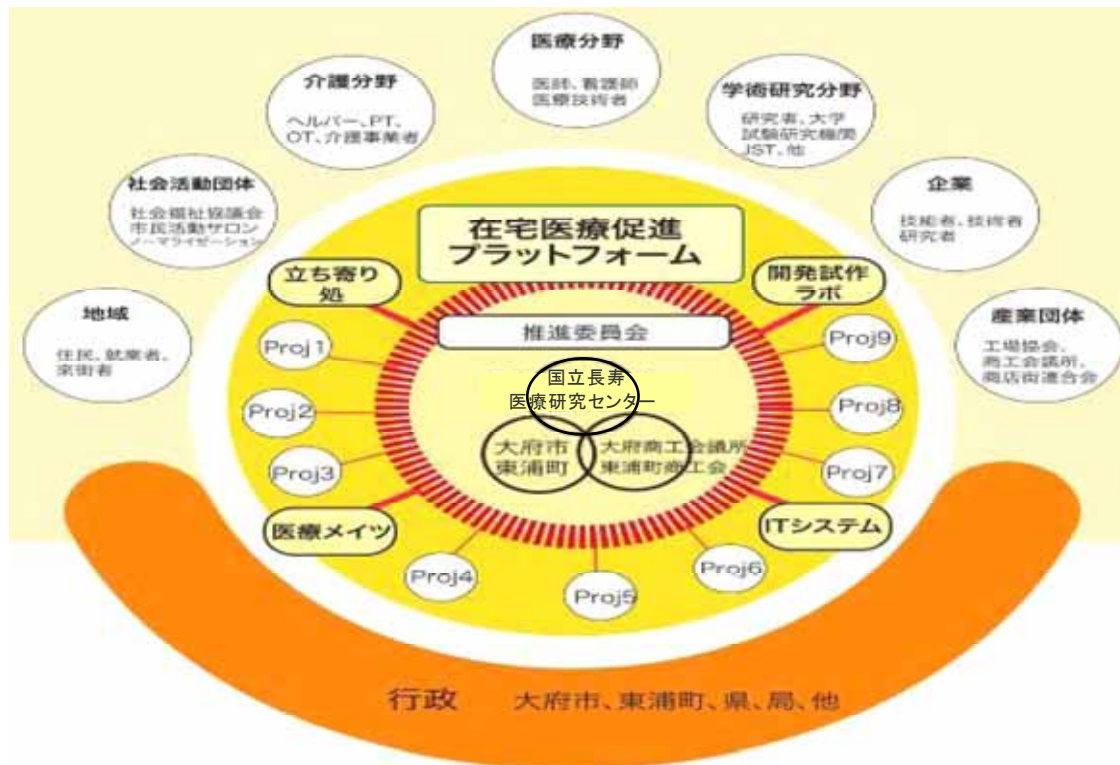 医療分野
医師、看護師
医療技術者
介護分野
ヘルパー、PT、
OT、介護事業者
学術研究分野
研究者、大学
試験研究機関
JST、他
社会活動団体
社会福祉協議会
市民活動サロン
ノーマライゼーション
企業
技能者、技術者
研究者
地域
住民、就業者、
来街者
産業団体
工場協会、
商工会議所、
商店街連合会
在宅医療促進
プラットフォーム
立ち寄り
処
開発試作
ラボ
推進委員会
Proj1
Proj9
国立長寿
医療研究センター
Proj2
Proj8
大府市
東浦町
大府商工会議所
東浦町商工会
Proj3
Proj7
医療メイツ
ITシステム
Proj4
Proj5
Proj6
行政
大府市、東浦町、県、局、他